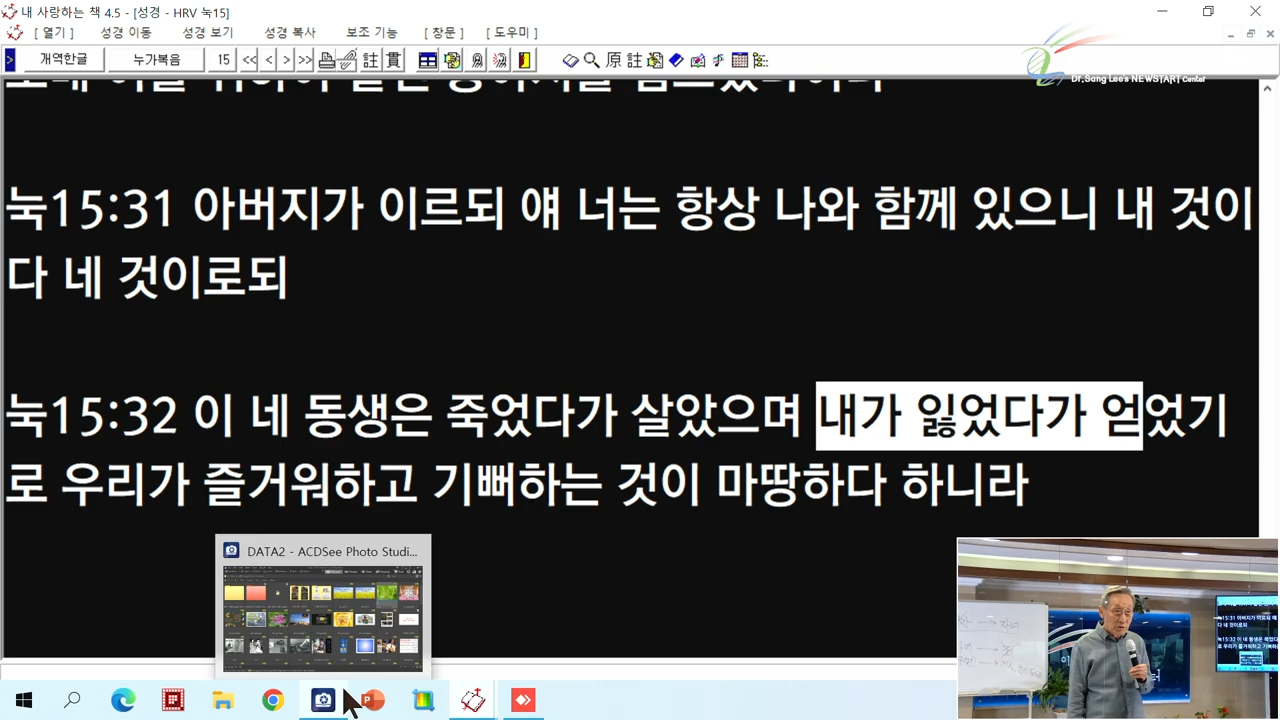 내 사랑하는 책 4.5 - [성경 - HRV 눅15]
[ 열기 ] 성경 이동 성경 보기 성경 복사 보조 기능 [ 창문 ] [ 도우미 ]
> 개역한글 누가복음 15 << < > >> 註 貫 原 註
Dr.Sang Lee's NEWSTART Center
눅15:31 아버지가 이르되 얘 너는 항상 나와 함께 있으니 내 것이
다 네 것이로되
눅15:32 이 네 동생은 죽었다가 살았으며 내가 잃었다가 얻었기
로 우리가 즐거워하고 기뻐하는 것이 마땅하다 하니라
DATA2 - ACDSee Photo Studi...